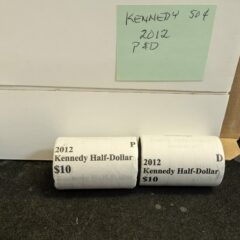 KENNEDY 50¢
2012
P&D
2012 P
Kennedy Half-Dollar
$10
D
2012
Kennedy Half-Dollar
$10